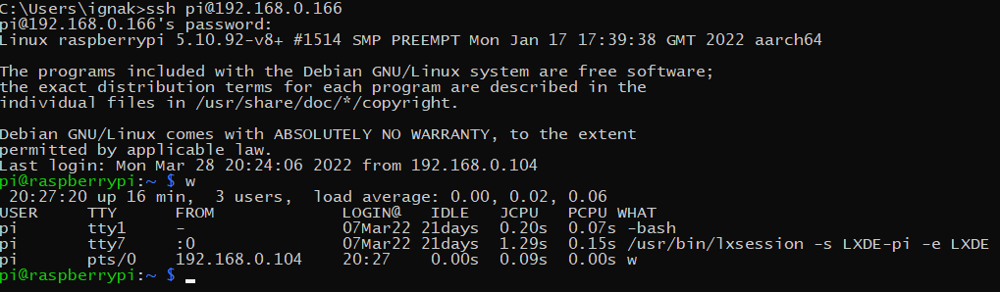 C:\Users\ignak>ssh pi@192.168.0.166
pi@192.168.0.166's password:
Linux raspberrypi 5.10.92-v8+ #1514 SMP PREEMPT Mon Jan 17 17:39:38 GMT 2022 aarch64

The programs included with the Debian GNU/Linux system are free software;
the exact distribution terms for each program are described in the
individual files in /usr/share/doc/*/copyright.

Debian GNU/Linux comes with ABSOLUTELY NO WARRANTY, to the extent
permitted by applicable law.
Last login: Mon Mar 28 20:24:06 2022 from 192.168.0.104
pi@raspberrypi:~ $ w
 20:27:20 up 16 min,  3 users,  load average: 0.00, 0.02, 0.06
USER     TTY      FROM             LOGIN@   IDLE   JCPU   PCPU WHAT
pi       tty1     -                07Mar22 21days  0.20s  0.07s -bash
pi       tty7     :0               07Mar22 21days  1.29s  0.15s /usr/bin/lxsession -s LXDE-pi -e LXDE
pi       pts/0    192.168.0.104    20:27    0.00s  0.09s  0.00s w
pi@raspberrypi:~ $